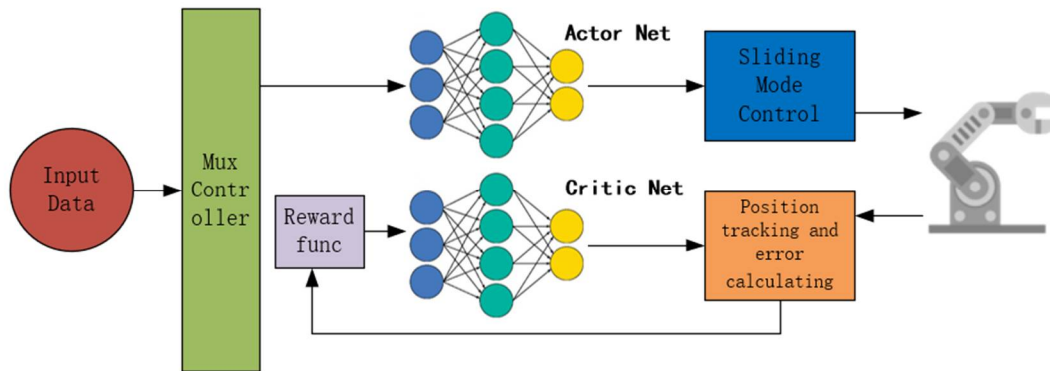 Input
Data
Mux
Contr
oller
Actor Net
Sliding
Mode
Control
Reward
func
Critic Net
Position
tracking and
error
calculating